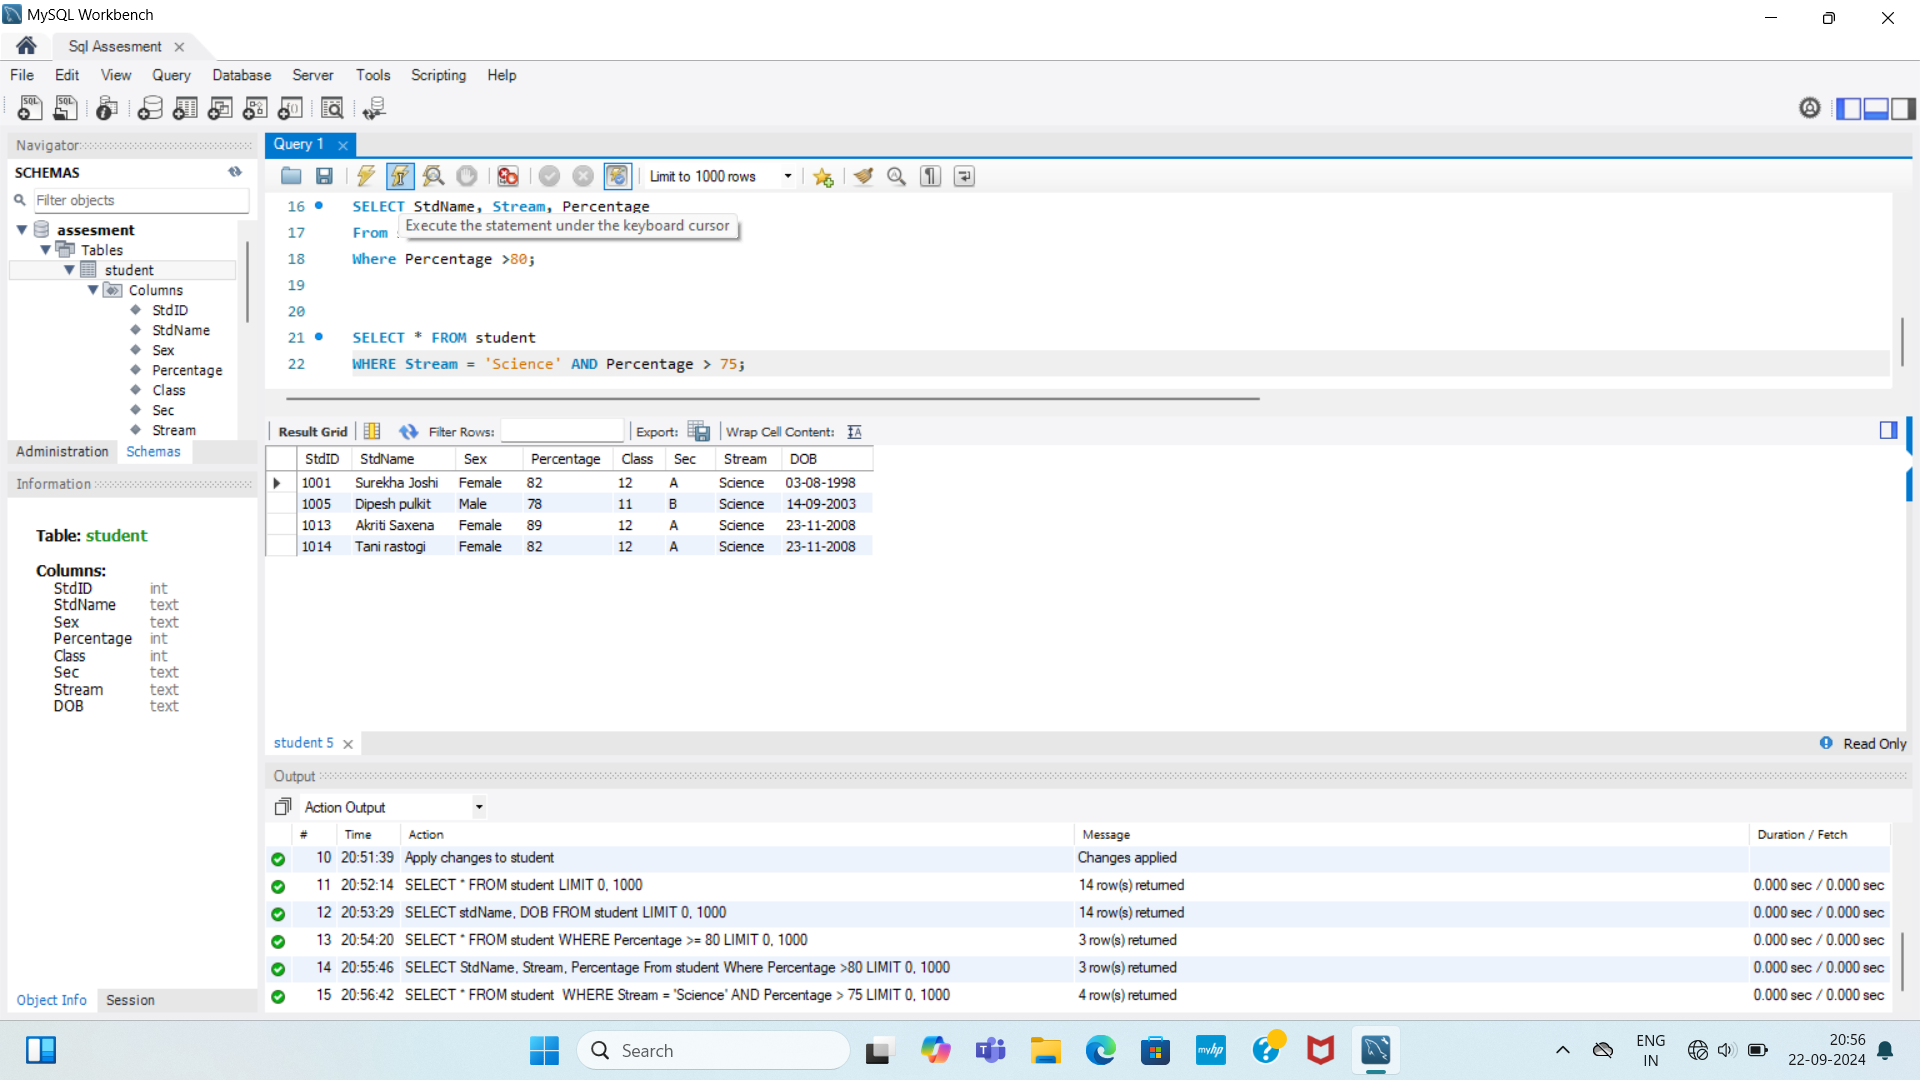 MySQL Workbench
Sql Assesment
File Edit View Query Database Server Tools Scripting Help
Navigator
SCHEMAS
Filter objects
assesment
Tables
student
Columns
StdID
StdName
Sex
Percentage
Class
Sec
Stream
Administration Schemas
Information
Table: student
Columns:
StdID int
StdName text
Sex text
Percentage int
Class int
Sec text
Stream text
DOB text
Object Info Session
Query 1
Limit to 1000 rows
16 SELECT StdName, Stream, Percentage
Execute the statement under the keyboard cursor
17 From
18 Where Percentage >80;
19
20
21 SELECT * FROM student
22 WHERE Stream = 'Science' AND Percentage > 75;
Result Grid Filter Rows: Export: Wrap Cell Content:
StdID StdName Sex Percentage Class Sec Stream DOB
1001 Surekha Joshi Female 82 12 A Science 03-08-1998
1005 Dipesh pulkit Male 78 11 B Science 14-09-2003
1013 Akriti Saxena Female 89 12 A Science 23-11-2008
1014 Tani rastogi Female 82 12 A Science 23-11-2008
student 5 Read Only
Output
Action Output
# Time Action Message Duration / Fetch
10 20:51:39 Apply changes to student Changes applied
11 20:52:14 SELECT * FROM student LIMIT 0, 1000 14 row(s) returned 0.000 sec / 0.000 sec
12 20:53:29 SELECT stdName, DOB FROM student LIMIT 0, 1000 14 row(s) returned 0.000 sec / 0.000 sec
13 20:54:20 SELECT * FROM student WHERE Percentage >= 80 LIMIT 0, 1000 3 row(s) returned 0.000 sec / 0.000 sec
14 20:55:46 SELECT StdName, Stream, Percentage From student Where Percentage >80 LIMIT 0, 1000 3 row(s) returned 0.000 sec / 0.000 sec
15 20:56:42 SELECT * FROM student WHERE Stream = 'Science' AND Percentage > 75 LIMIT 0, 1000 4 row(s) returned 0.000 sec / 0.000 sec
Search
myhp
ENG
IN
20:56
22-09-2024